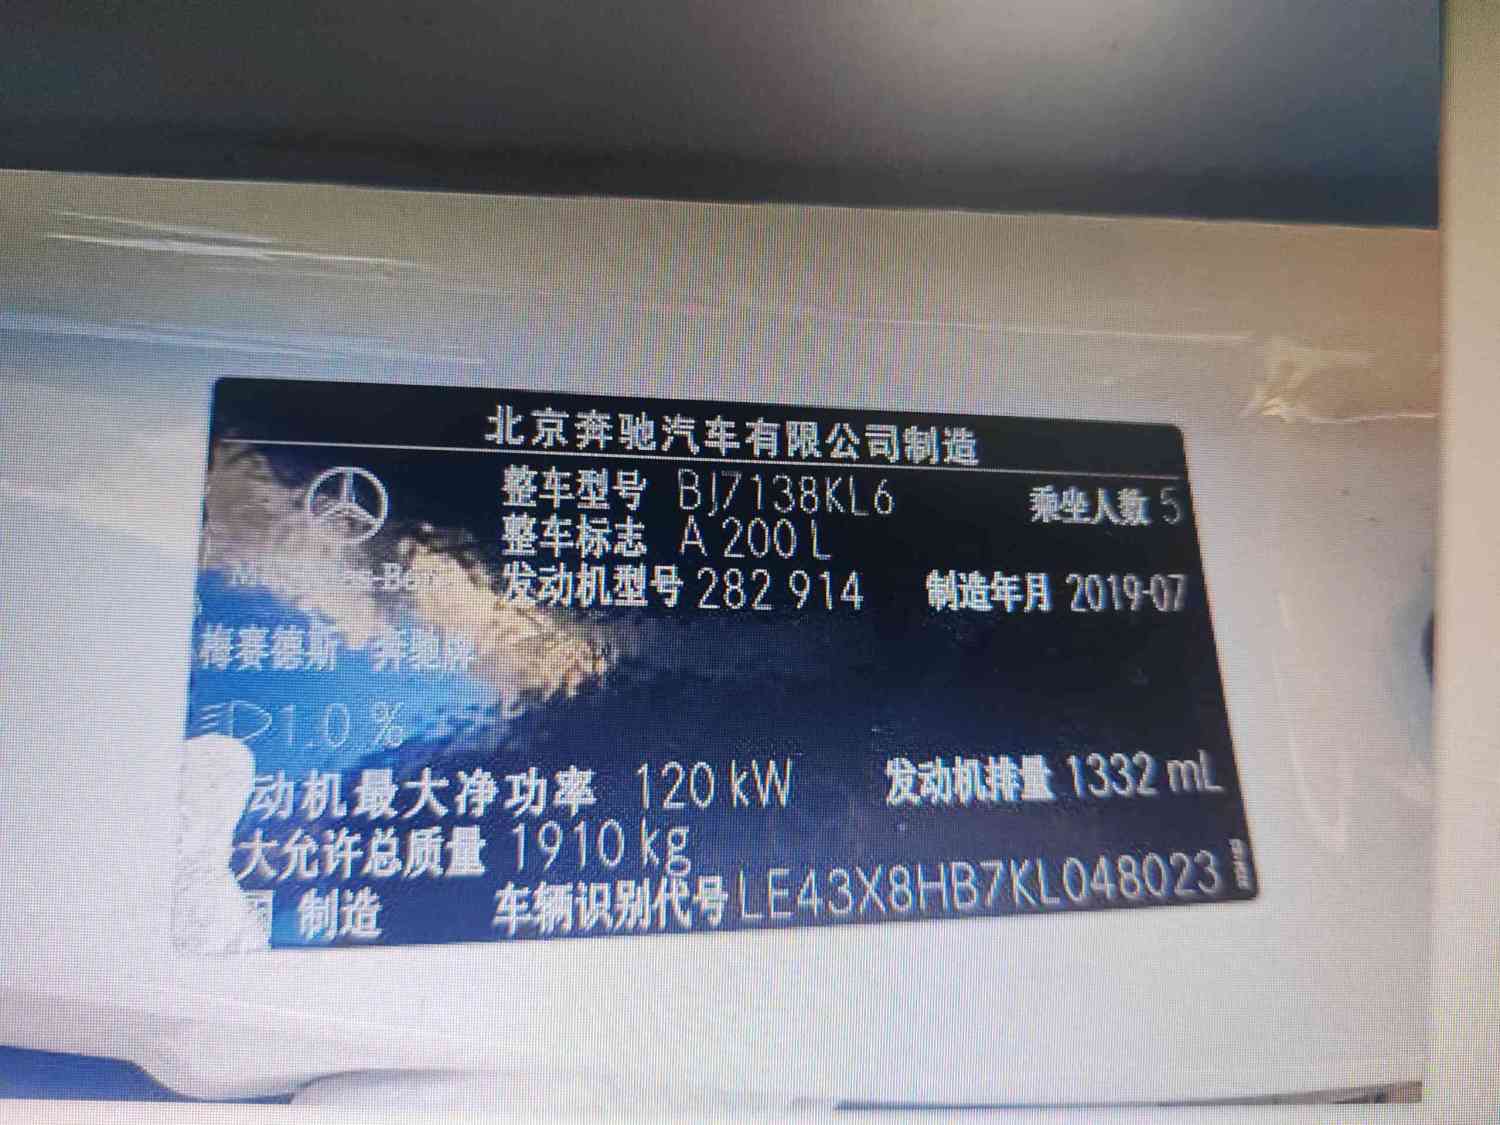 北京奔驰汽车有限公司制造
整车型号 BJ7138KL6 乘坐人数 5
整车标志 A 200 L
发动机型号 282 914 制造年月 2019-07
Mercedes-Benz
梅赛德斯-奔驰牌
1.0 %
动机最大净功率 120 kW 发动机排量 1332 mL
大允许总质量 1910 kg
国 制造 车辆识别代号 LE43X8HB7KL048023